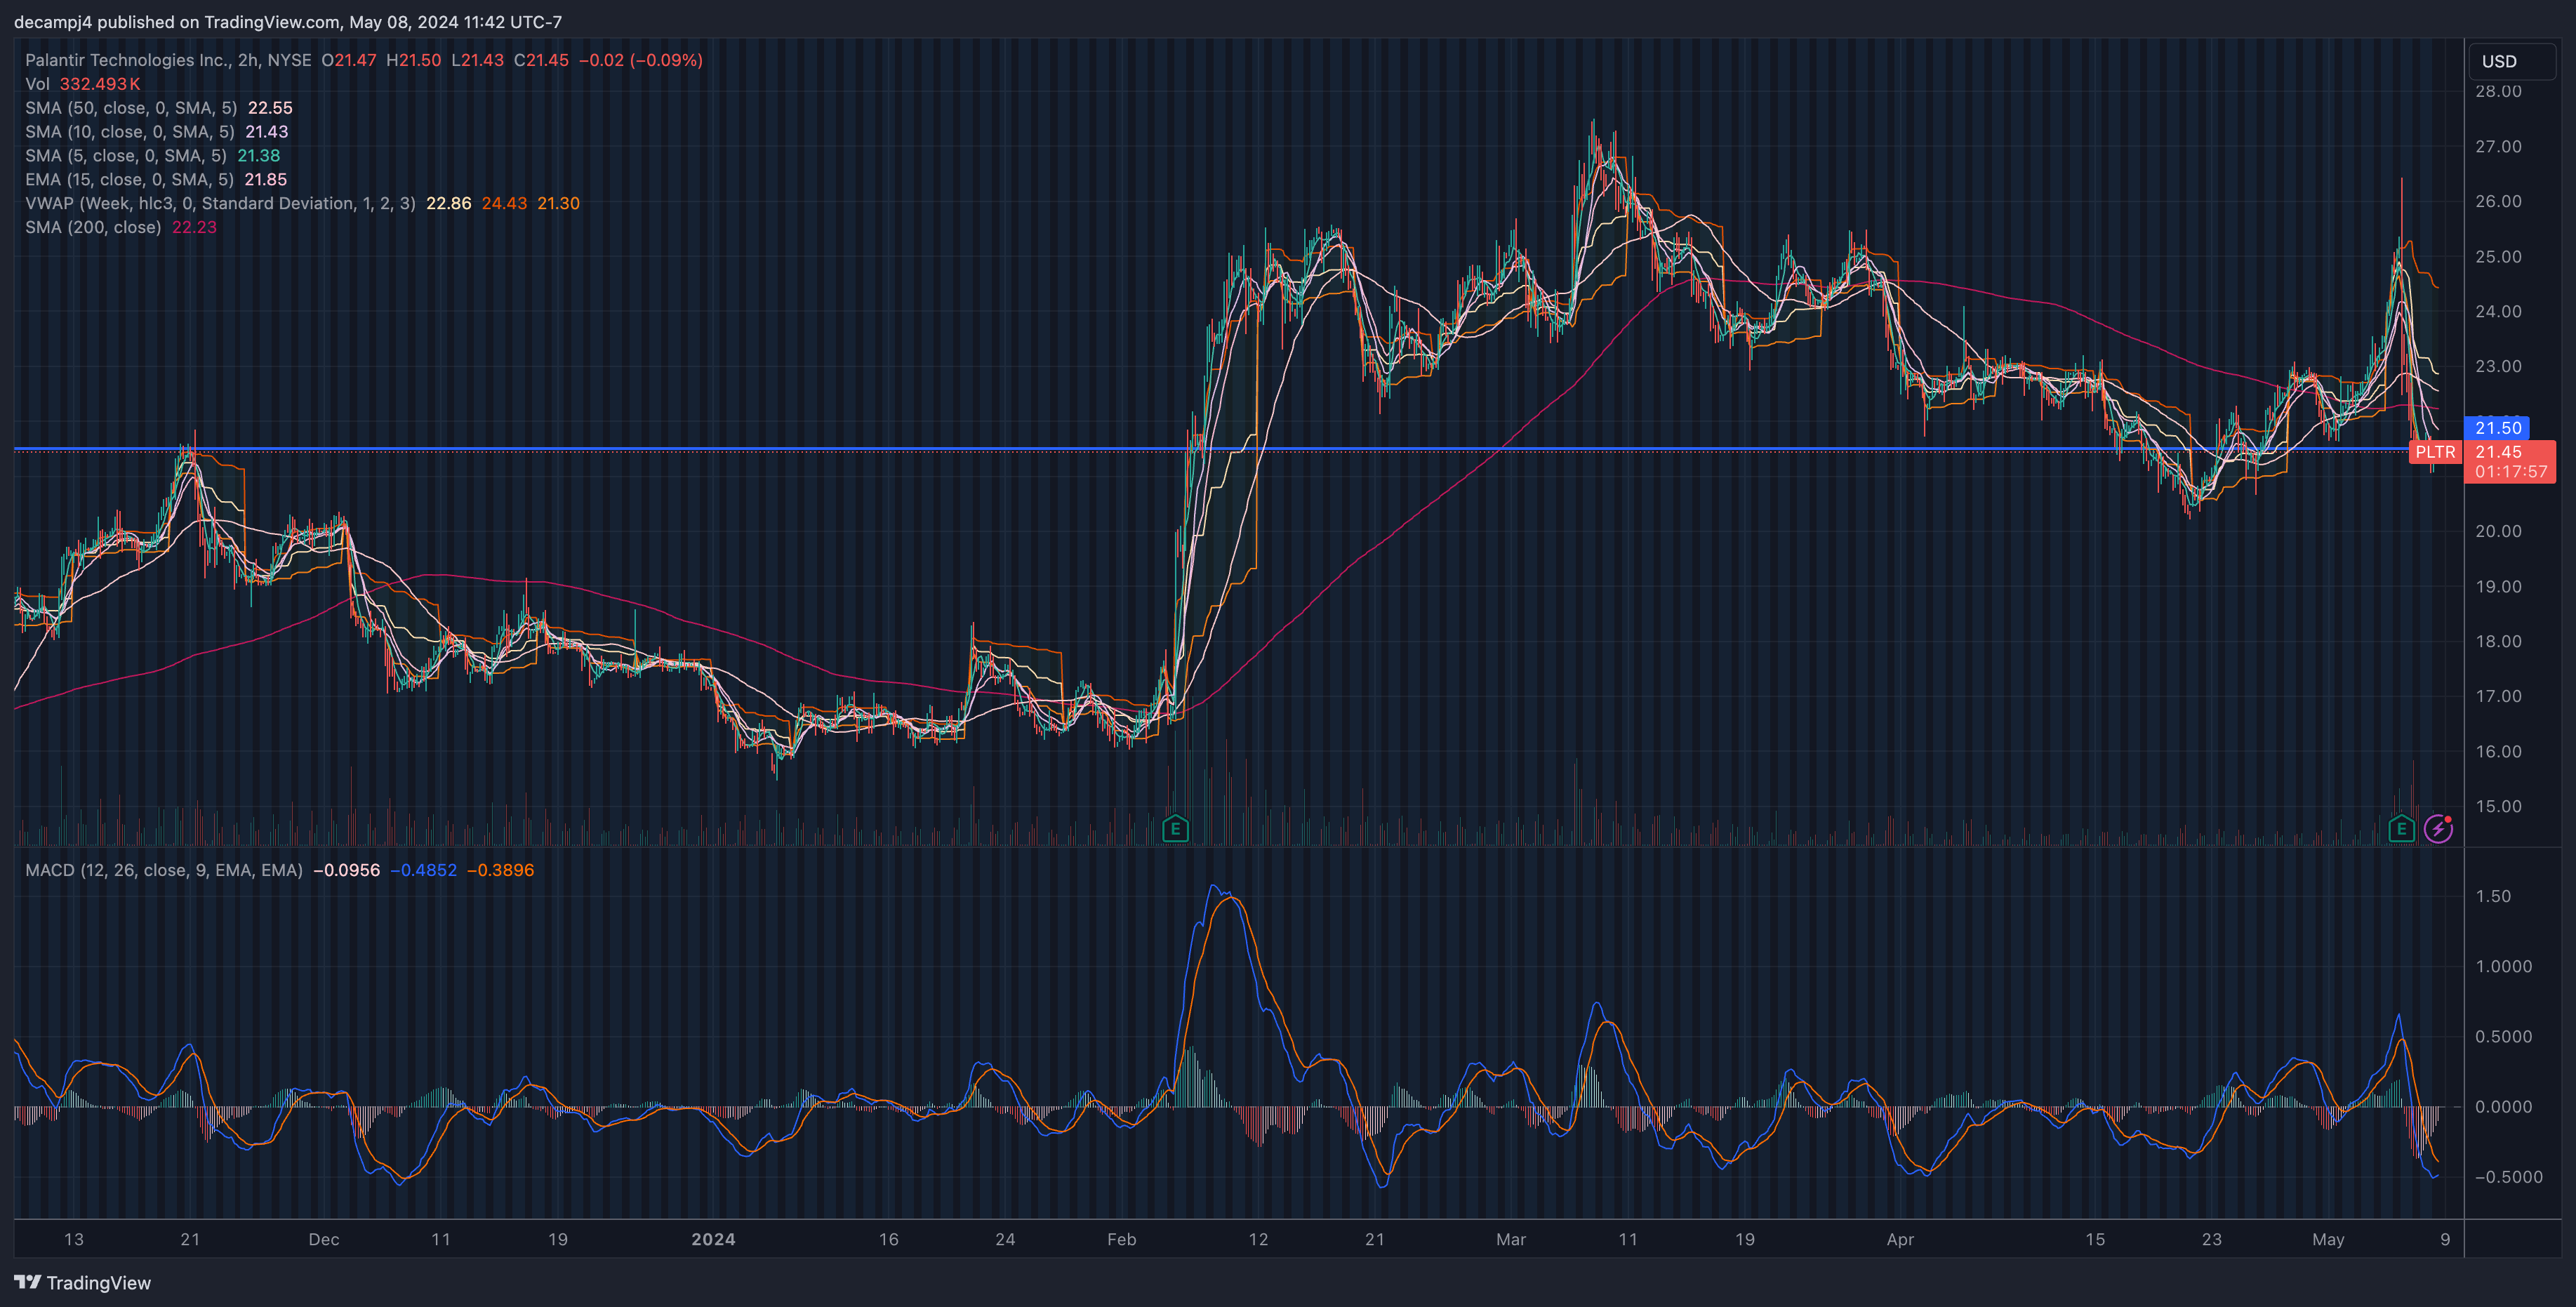 decampj4 published on TradingView.com, May 08, 2024 11:42 UTC-7
Palantir Technologies Inc., 2h, NYSE O21.47 H21.50 L21.43 C21.45 −0.02 (−0.09%)
Vol 332.493K
SMA (50, close, 0, SMA, 5) 22.55
SMA (10, close, 0, SMA, 5) 21.43
SMA (5, close, 0, SMA, 5) 21.38
EMA (15, close, 0, SMA, 5) 21.85
VWAP (Week, hlc3, 0, Standard Deviation, 1, 2, 3) 22.86 24.43 21.30
SMA (200, close) 22.23
USD
28.00
27.00
26.00
25.00
24.00
23.00
21.50
PLTR 21.45
01:17:57
20.00
19.00
18.00
17.00
16.00
15.00
E E
MACD (12, 26, close, 9, EMA, EMA) −0.0956 −0.4852 −0.3896
1.50
1.0000
0.5000
0.0000
−0.5000
13 21 Dec 11 19 2024 16 24 Feb 12 21 Mar 11 19 Apr 15 23 May 9
TradingView